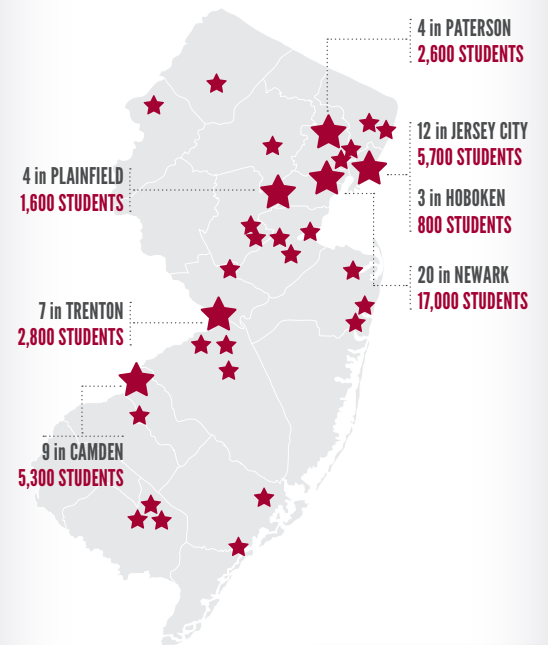 4 in PATERSON
2,600 STUDENTS
12 in JERSEY CITY
5,700 STUDENTS
4 in PLAINFIELD
1,600 STUDENTS
3 in HOBOKEN
800 STUDENTS
20 in NEWARK
17,000 STUDENTS
7 in TRENTON
2,800 STUDENTS
9 in CAMDEN
5,300 STUDENTS